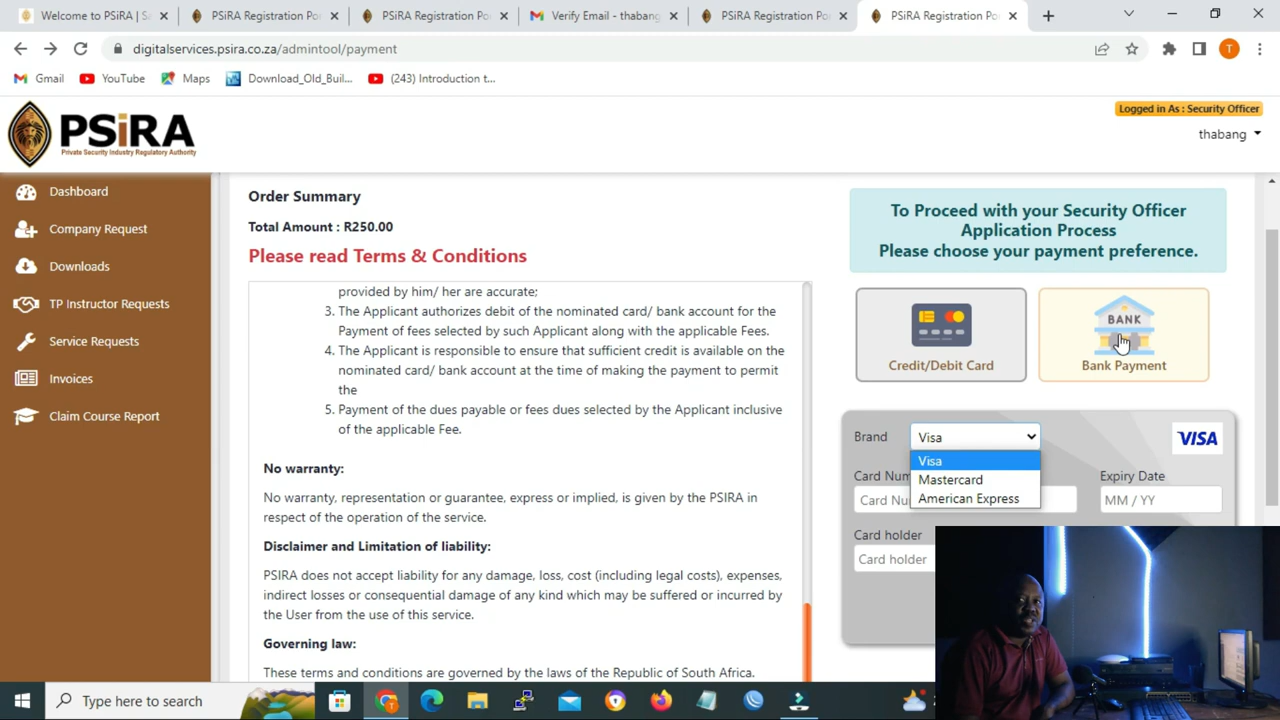 Welcome to PSiRA | Sa
PSiRA Registration Po
PSiRA Registration Po
Verify Email - thabang
PSiRA Registration Po
PSiRA Registration Po
digitalservices.psira.co.za/admintool/payment
T
Gmail
YouTube
Maps
Download_Old_Buil...
(243) Introduction t...
PSiRA
Private Security Industry Regulatory Authority
Logged in As : Security Officer
thabang
Dashboard
Company Request
Downloads
TP Instructor Requests
Service Requests
Invoices
Claim Course Report
Order Summary
Total Amount : R250.00
Please read Terms & Conditions
provided by him/ her are accurate;
3. The Applicant authorizes debit of the nominated card/ bank account for the
Payment of fees selected by such Applicant along with the applicable Fees.
4. The Applicant is responsible to ensure that sufficient credit is available on the
nominated card/ bank account at the time of making the payment to permit
the
5. Payment of the dues payable or fees dues selected by the Applicant inclusive
of the applicable Fee.
No warranty:
No warranty, representation or guarantee, express or implied, is given by the PSIRA in
respect of the operation of the service.
Disclaimer and Limitation of liability:
PSIRA does not accept liability for any damage, loss, cost (including legal costs), expenses,
indirect losses or consequential damage of any kind which may be suffered or incurred by
the User from the use of this service.
Governing law:
These terms and conditions are governed by the laws of the Republic of South Africa.
To Proceed with your Security Officer
Application Process
Please choose your payment preference.
Credit/Debit Card
BANK
Bank Payment
Brand
Visa
VISA
Visa
Mastercard
American Express
Card Num
Expiry Date
Card Nu
MM / YY
Card holder
Card holder
Type here to search